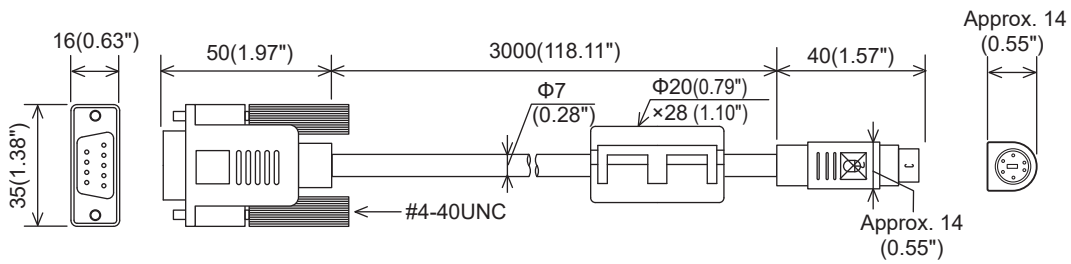 Approx. 14
(0.55")
16(0.63")
50(1.97")
3000(118.11")
40(1.57")
Φ7
(0.28")
Φ20(0.79")
×28 (1.10")
35(1.38")
#4-40UNC
Approx. 14
(0.55")